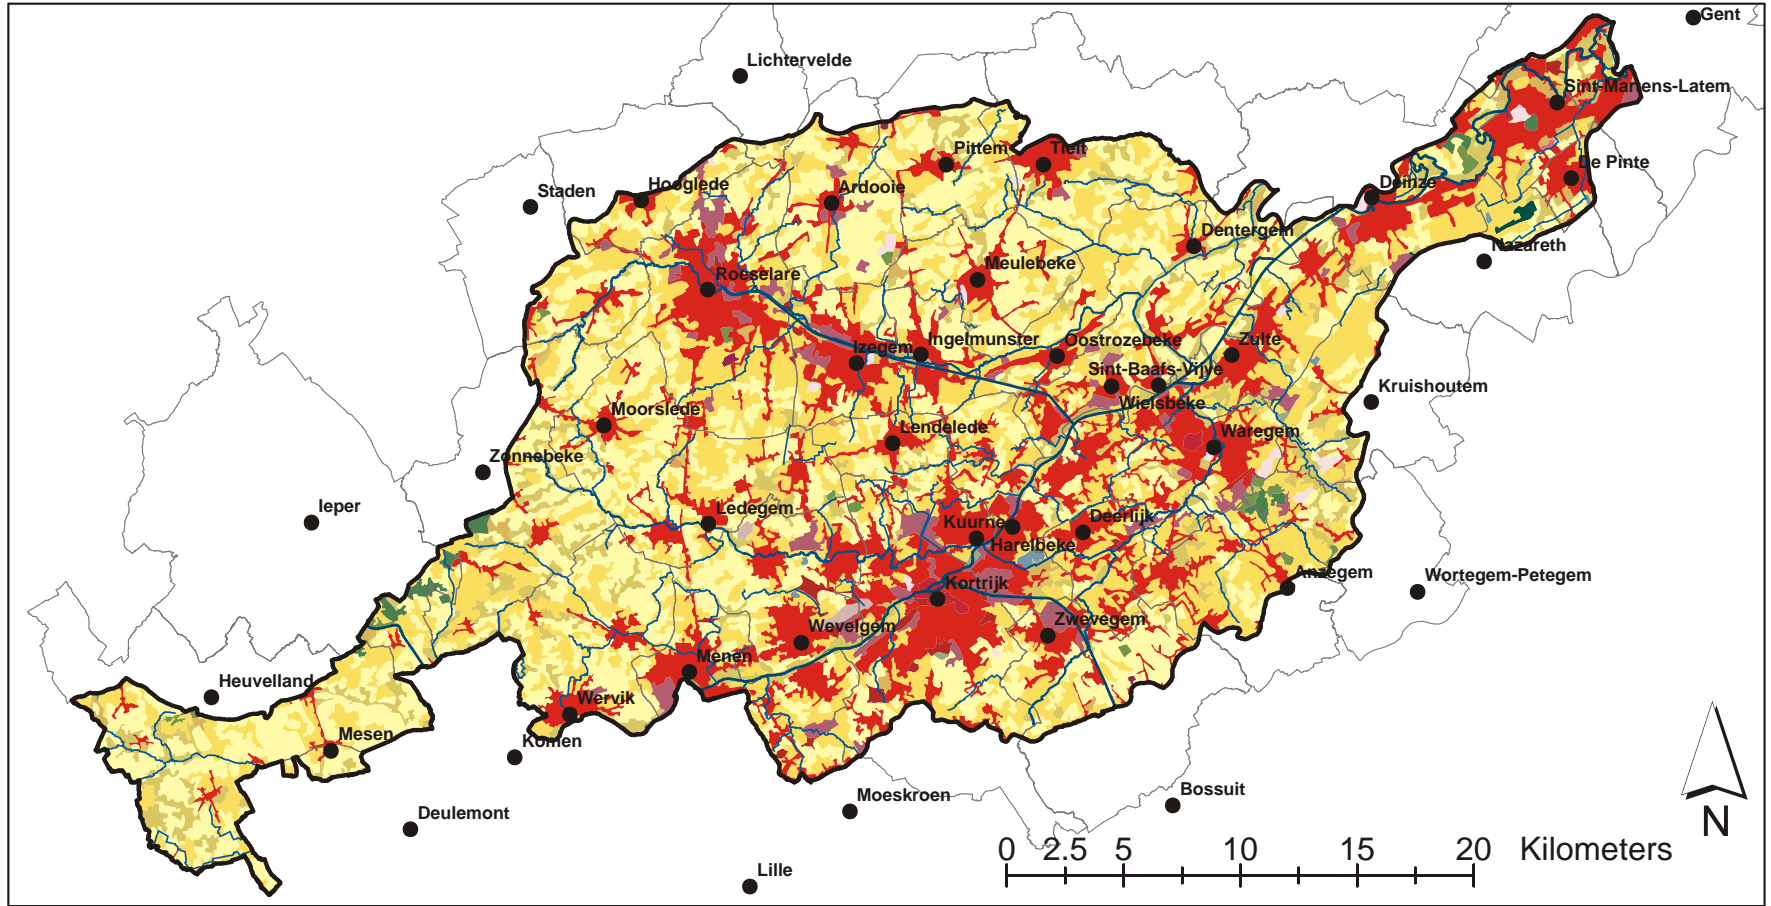 Gent
Lichtervelde
Sint-Martens-Latem
Pittem
Tielt
De Pinte
Staden
Hooglede
Ardooie
Deinze
Dentergem
Nazareth
Roeselare
Meulebeke
Izegem
Ingelmunster
Oostrozebeke
Zulte
Sint-Baafs-Vijve
Kruishoutem
Wielsbeke
Moorslede
Lendelede
Waregem
Zonnebeke
Ieper
Ledegem
Kuurne
Deerlijk
Harelbeke
Anzegem
Wortegem-Petegem
Kortrijk
Wevelgem
Zwevegem
Menen
Heuvelland
Wervik
Mesen
Komen
Bossuit
Moeskroen
Deulemont
N
0 2.5 5 10 15 20 Kilometers
Lille